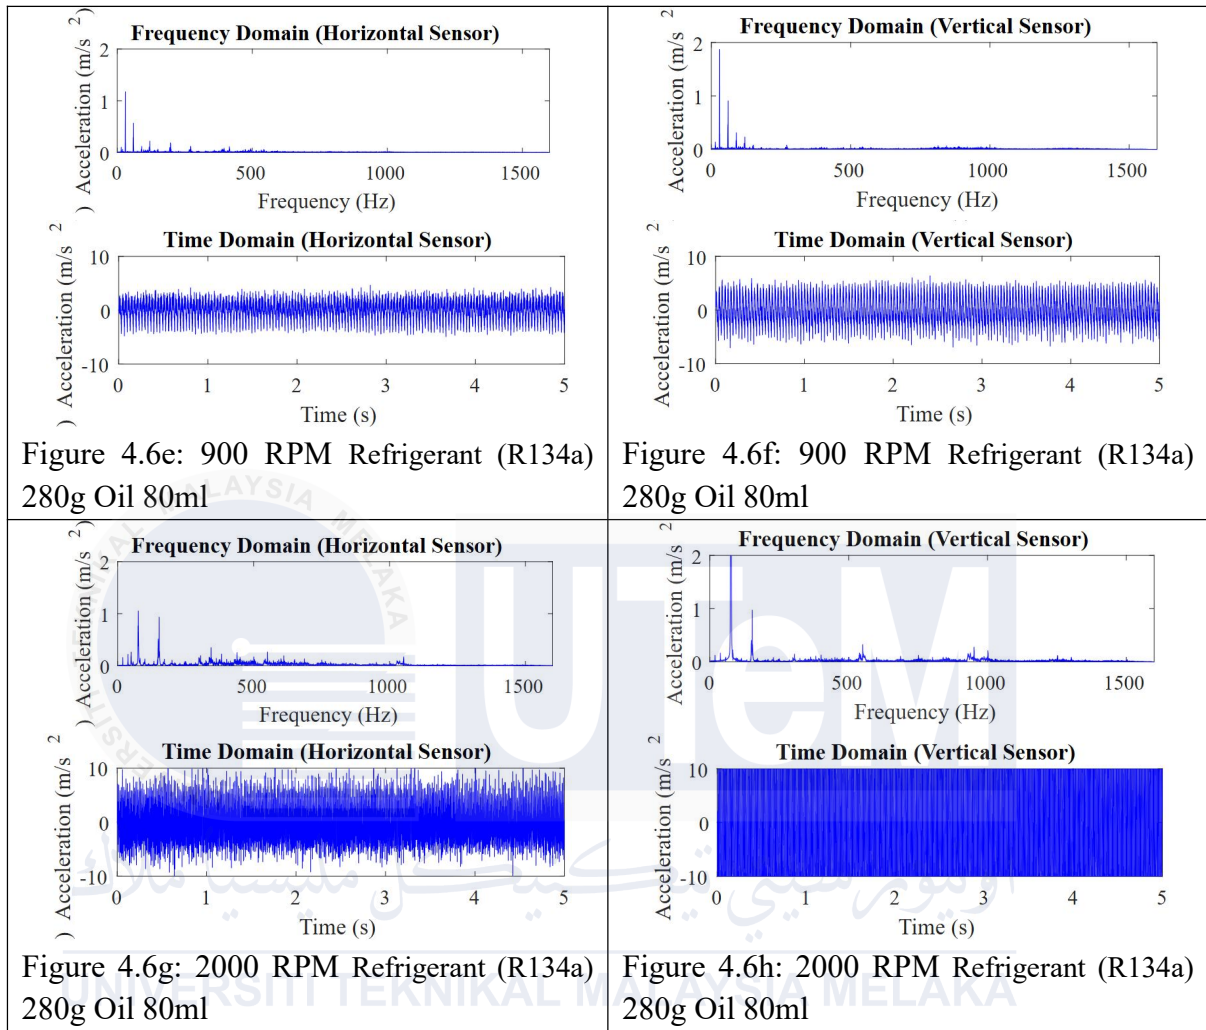 Frequency Domain (Horizontal Sensor)
Acceleration (m/s²)
2
1
0
0 500 1000 1500
Frequency (Hz)
Time Domain (Horizontal Sensor)
Acceleration (m/s²)
10
0
-10
0 1 2 3 4 5
Time (s)
Figure 4.6e: 900 RPM Refrigerant (R134a)
280g Oil 80ml
Frequency Domain (Vertical Sensor)
Acceleration (m/s²
2
1
0
0 500 1000 1500
Frequency (Hz)
Time Domain (Vertical Sensor)
Acceleration (m/s²
10
0
-10
0 1 2 3 4 5
Time (s)
Figure 4.6f: 900 RPM Refrigerant (R134a)
280g Oil 80ml
Frequency Domain (Horizontal Sensor)
Acceleration (m/s²)
2
1
0
0 500 1000 1500
Frequency (Hz)
Time Domain (Horizontal Sensor)
Acceleration (m/s²)
10
0
-10
0 1 2 3 4 5
Time (s)
Figure 4.6g: 2000 RPM Refrigerant (R134a)
280g Oil 80ml
Frequency Domain (Vertical Sensor)
Acceleration (m/s²
2
1
0
0 500 1000 1500
Frequency (Hz)
Time Domain (Vertical Sensor)
Acceleration (m/s²
10
0
-10
0 1 2 3 4 5
Time (s)
Figure 4.6h: 2000 RPM Refrigerant (R134a)
280g Oil 80ml
MALAYSIA MELAKA
UTeM
اونيورسيتي تيكنيكل مليسيا ملاك
UNIVERSITI TEKNIKAL MALAYSIA MELAKA